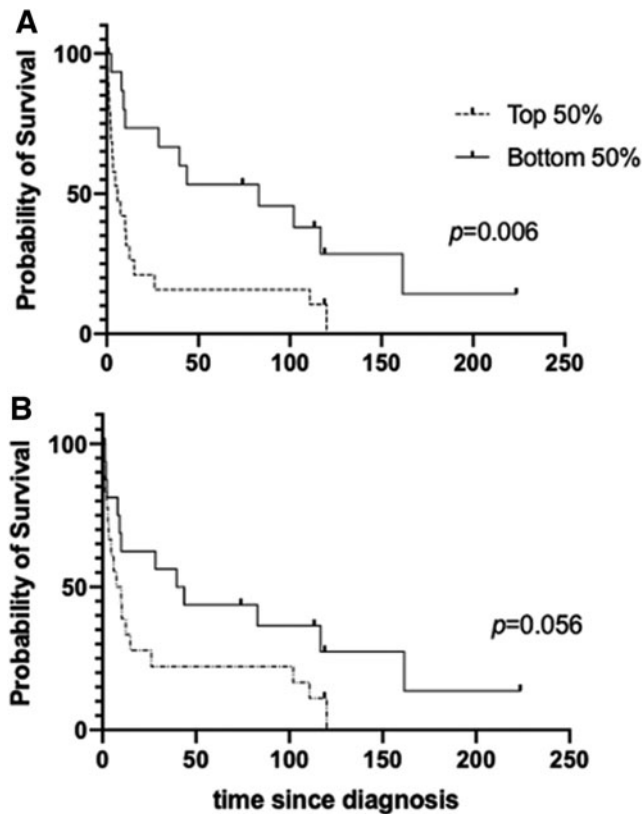 A
Probability of Survival
100
50
0
0 50 100 150 200 250
Top 50%
Bottom 50%
p=0.006
B
Probability of Survival
100
50
0
0 50 100 150 200 250
p=0.056
time since diagnosis